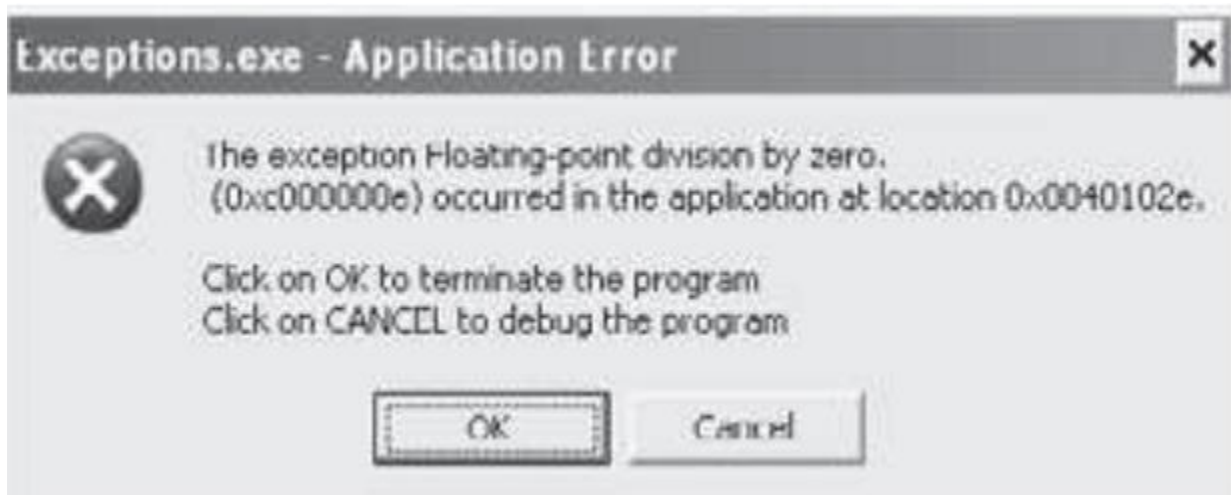 Exceptions.exe - Application Error
The exception Floating-point division by zero.
(0xc000000e) occurred in the application at location 0x0040102e.
Click on OK to terminate the program
Click on CANCEL to debug the program
OK
Cancel